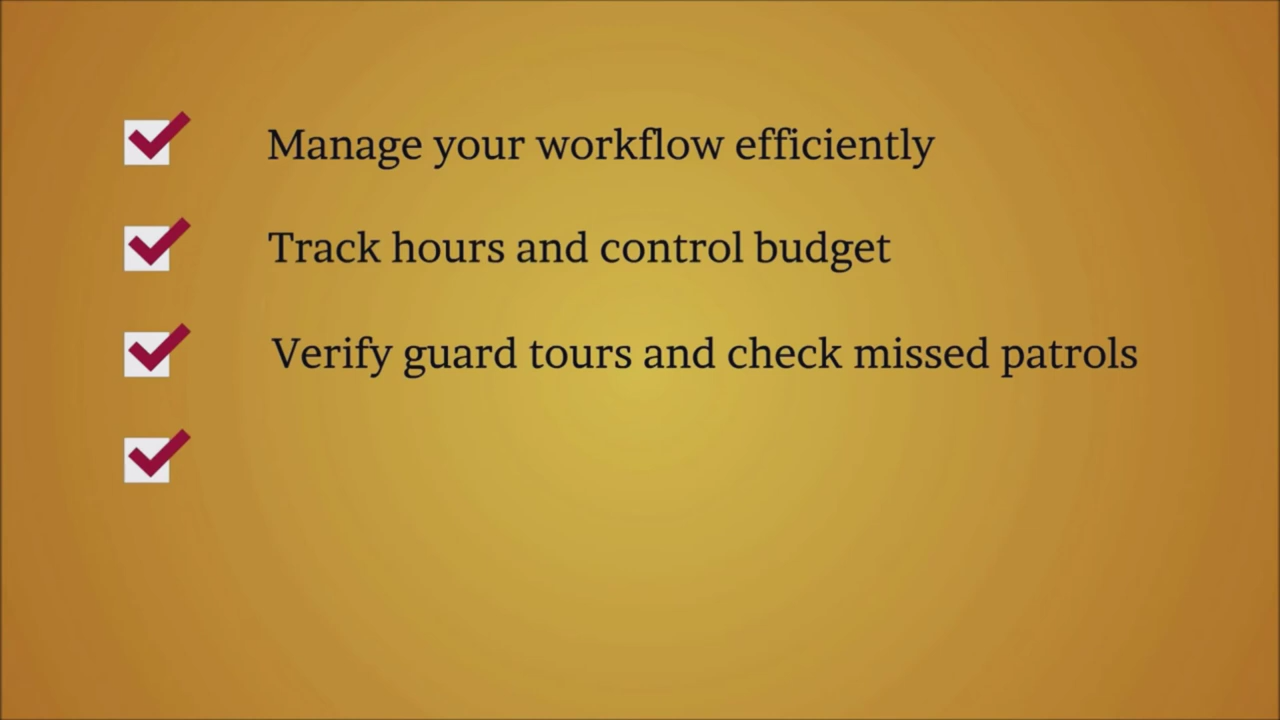 Manage your workflow efficiently
Track hours and control budget
Verify guard tours and check missed patrols